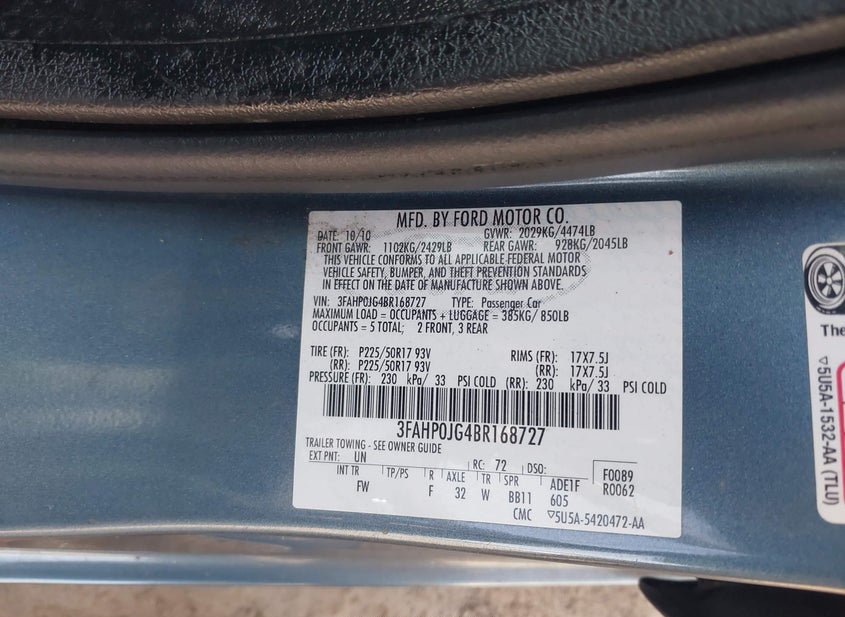 MFD. BY FORD MOTOR CO.
DATE: 10/10 GVWR: 2029KG/4474LB
FRONT GAWR: 1102KG/2429LB REAR GAWR: 928KG/2045LB
THIS VEHICLE CONFORMS TO ALL APPLICABLE FEDERAL MOTOR
VEHICLE SAFETY, BUMPER, AND THEFT PREVENTION STANDARDS
IN EFFECT ON THE DATE OF MANUFACTURE SHOWN ABOVE.
VIN: 3FAHP0JG4BR168727 TYPE: Passenger Car
MAXIMUM LOAD = OCCUPANTS + LUGGAGE = 385KG/ 850LB
OCCUPANTS = 5 TOTAL; 2 FRONT, 3 REAR
TIRE (FR): P225/50R17 93V RIMS (FR): 17X7.5J
(RR): P225/50R17 93V (RR): 17X7.5J
PRESSURE (FR): 230 kPa/ 33 PSI COLD (RR): 230 kPa/ 33 PSI COLD
3FAHP0JG4BR168727
TRAILER TOWING - SEE OWNER GUIDE
EXT PNT: UN RC: 72 DSO: F0089
INT TR TP/PS R AXLE TR SPR ADE1F R0062
FW F 32 W BB11 605
CMC ▽5U5A-5420472-AA
The
▽5U5A-1532-AA (TLU)